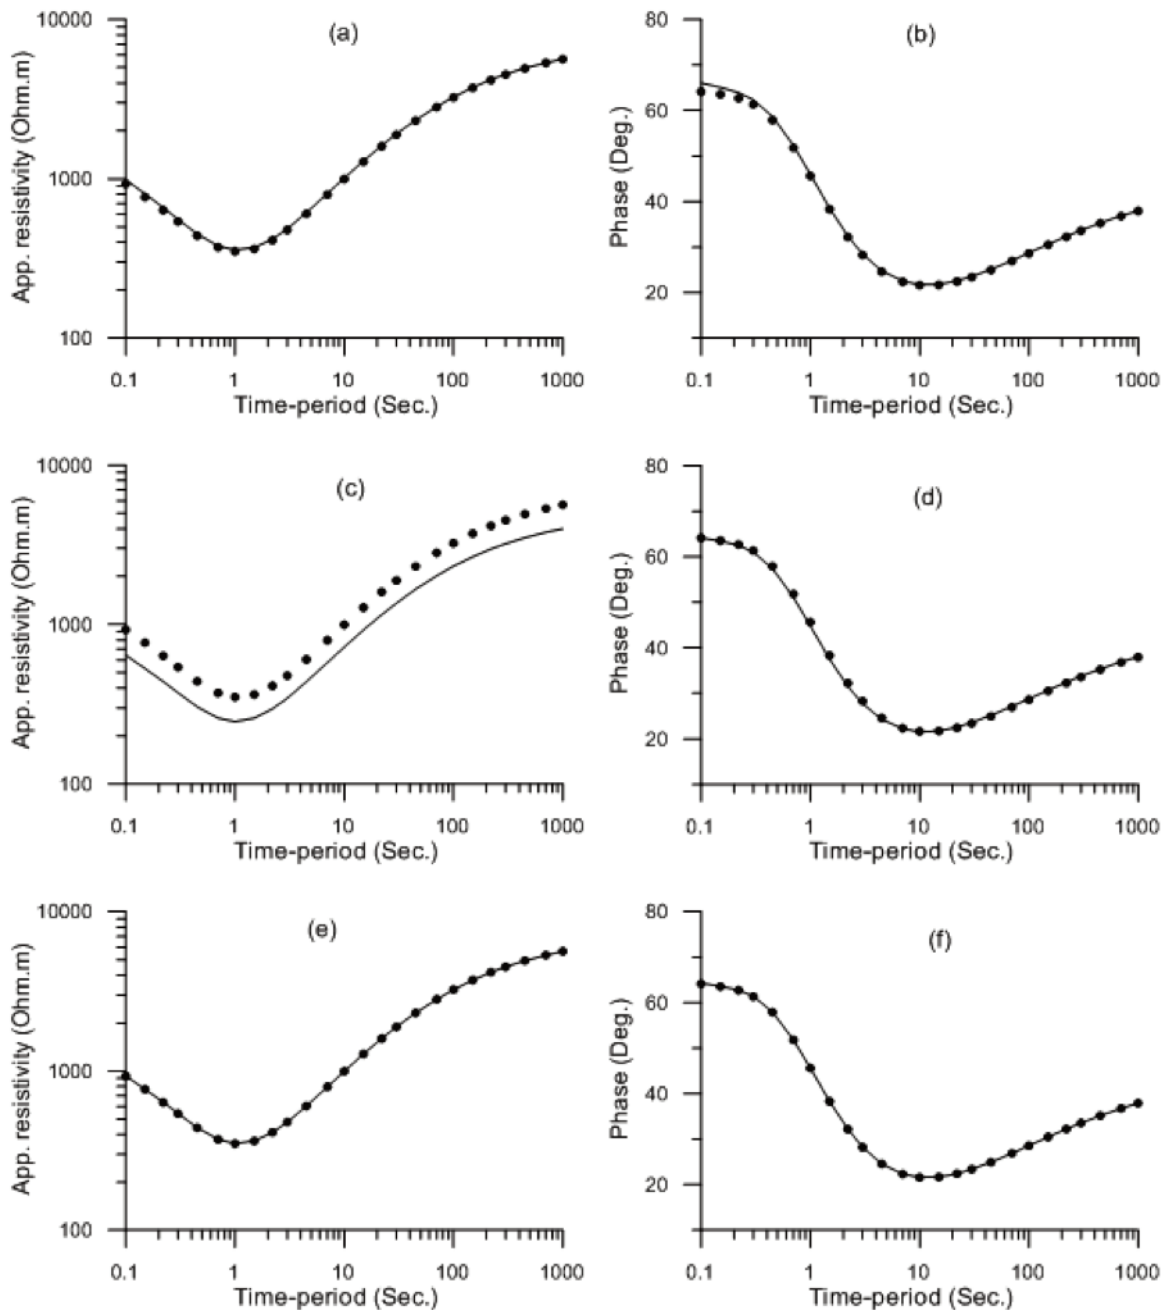 (a)
App. resistivity (Ohm.m)
10000
1000
100
0.1 1 10 100 1000
Time-period (Sec.)
(b)
Phase (Deg.)
80
60
40
20
0.1 1 10 100 1000
Time-period (Sec.)
(c)
App. resistivity (Ohm.m)
10000
1000
100
0.1 1 10 100 1000
Time-period (Sec.)
(d)
Phase (Deg.)
80
60
40
20
0.1 1 10 100 1000
Time-period (Sec.)
(e)
App. resistivity (Ohm.m)
10000
1000
100
0.1 1 10 100 1000
Time-period (Sec.)
(f)
Phase (Deg.)
80
60
40
20
0.1 1 10 100 1000
Time-period (Sec.)